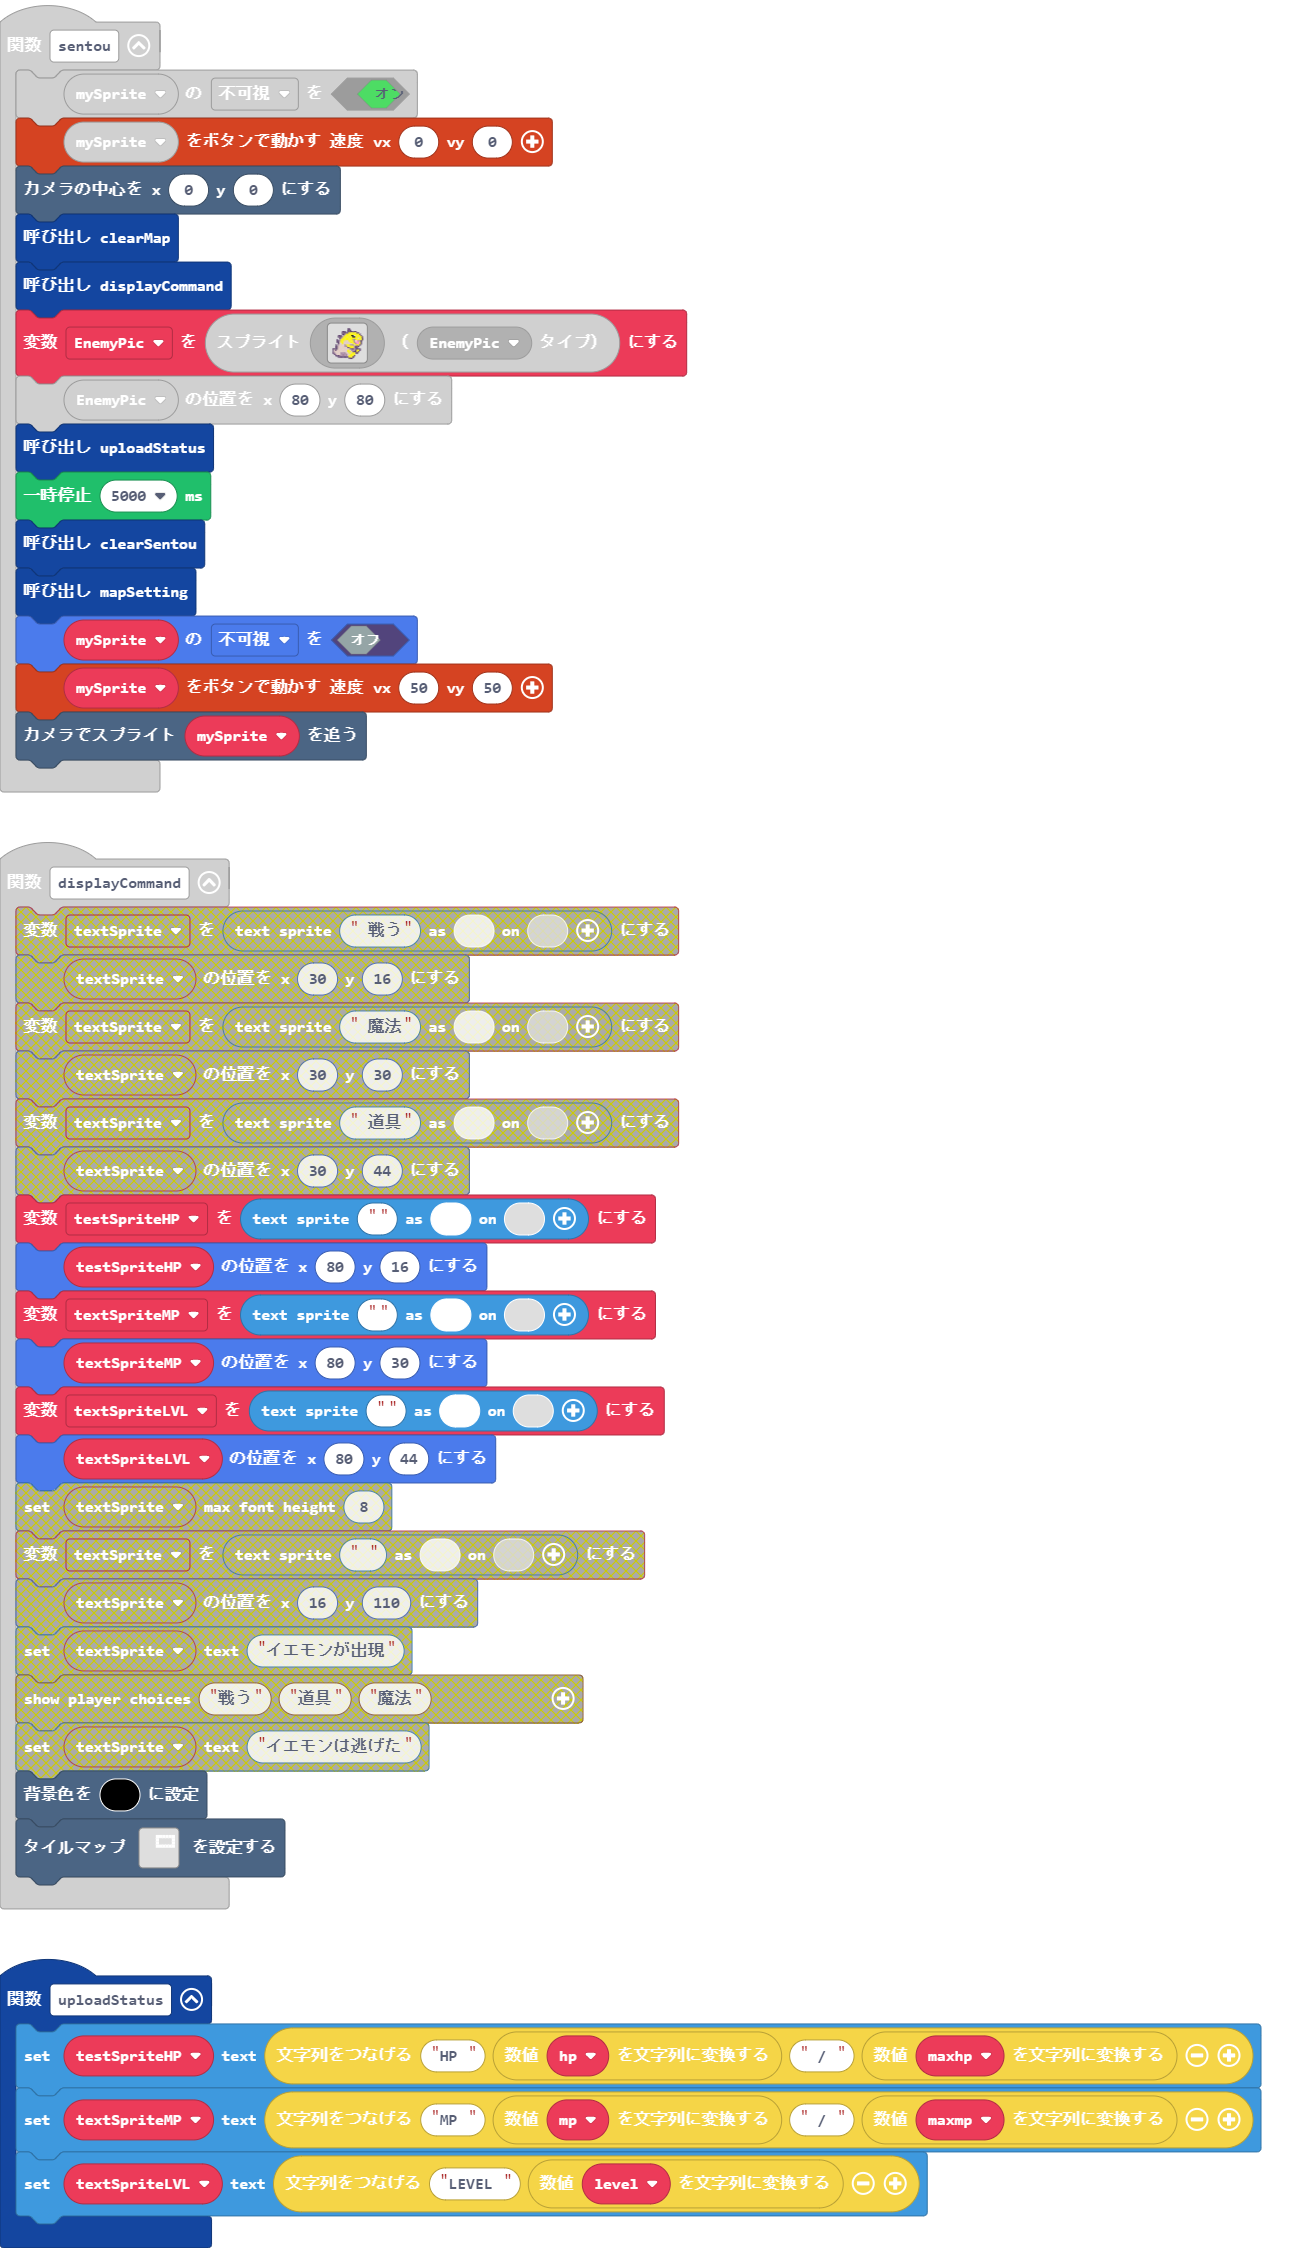 関数 sentou
mySprite の 不可視 を オン
mySprite をボタンで動かす 速度 vx 0 vy 0
カメラの中心を x 0 y 0 にする
呼び出し clearMap
呼び出し displayCommand
変数 EnemyPic を スプライト ( EnemyPic タイプ) にする
EnemyPic の位置を x 80 y 80 にする
呼び出し uploadStatus
一時停止 5000 ms
呼び出し clearSentou
呼び出し mapSetting
mySprite の 不可視 を オフ
mySprite をボタンで動かす 速度 vx 50 vy 50
カメラでスプライト mySprite を追う
関数 displayCommand
変数 textSprite を text sprite " 戦う" as on にする
textSprite の位置を x 30 y 16 にする
変数 textSprite を text sprite " 魔法" as on にする
textSprite の位置を x 30 y 30 にする
変数 textSprite を text sprite " 道具" as on にする
textSprite の位置を x 30 y 44 にする
変数 testSpriteHP を text sprite "" as on にする
testSpriteHP の位置を x 80 y 16 にする
変数 textSpriteMP を text sprite "" as on にする
textSpriteMP の位置を x 80 y 30 にする
変数 textSpriteLVL を text sprite "" as on にする
textSpriteLVL の位置を x 80 y 44 にする
set textSprite max font height 8
変数 textSprite を text sprite " " as on にする
textSprite の位置を x 16 y 110 にする
set textSprite text "イエモンが出現"
show player choices "戦う" "道具" "魔法"
set textSprite text "イエモンは逃げた"
背景色を に設定
タイルマップ を設定する
関数 uploadStatus
set testSpriteHP text 文字列をつなげる "HP " 数値 hp を文字列に変換する " / " 数値 maxhp を文字列に変換する
set textSpriteMP text 文字列をつなげる "MP " 数値 mp を文字列に変換する " / " 数値 maxmp を文字列に変換する
set textSpriteLVL text 文字列をつなげる "LEVEL " 数値 level を文字列に変換する